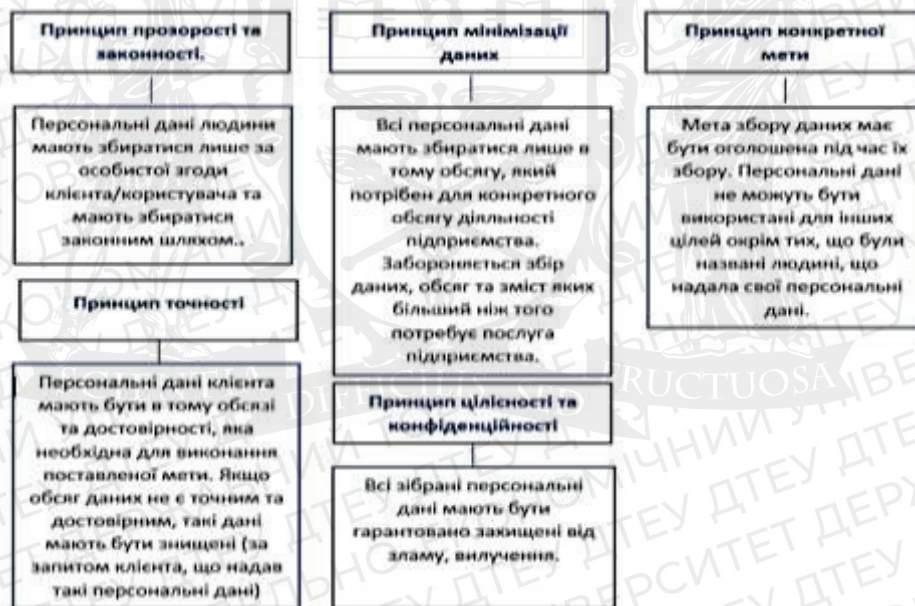 Принцип прозорості та
законності.
Персональні дані людини
мають збиратися лише за
особистої згоди
клієнта/користувача та
мають збиратися
законним шляхом..
Принцип точності
Персональні дані клієнта
мають бути в тому обсязі
та достовірності, яка
необхідна для виконання
поставленої мети. Якщо
обсяг даних не є точним та
достовірним, такі дані
мають бути знищені (за
запитом клієнта, що надав
такі персональні дані)
Принцип мінімізації
даних
Всі персональні дані
мають збиратися лише в
тому обсягу, який
потрібен для конкретного
обсягу діяльності
підприємства.
Забороняється збір
даних, обсяг та зміст яких
більший ніж того
потребує послуга
підприємства.
Принцип цілісності та
конфіденційності
Всі зібрані персональні
дані мають бути
гарантовано захищені від
зламу, вилучення.
Принцип конкретної
мети
Мета збору даних має
бути оголошена під час їх
збору. Персональні дані
не можуть бути
використані для інших
цілей окрім тих, що були
названі людині, що
надала свої персональні
дані.